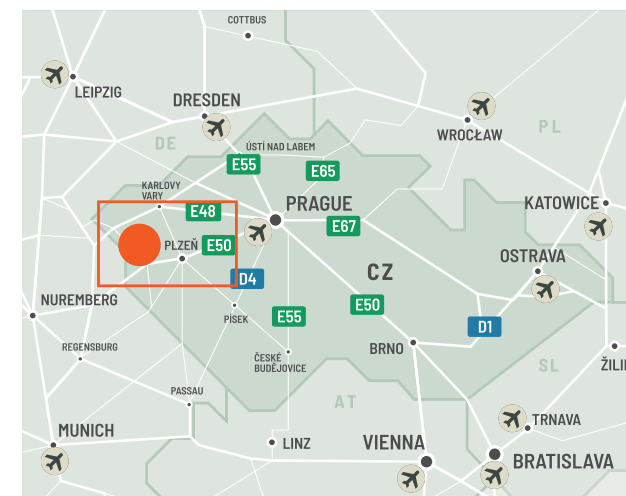 COTTBUS
LEIPZIG
DRESDEN
WROCŁAW
PL
DE
ÚSTÍ NAD LABEM
E55
E65
KARLOVY
VARY
E48
PRAGUE
KATOWICE
E67
PLZEŇ
E50
OSTRAVA
CZ
D4
NUREMBERG
E50
PÍSEK
E55
D1
REGENSBURG
BRNO
ČESKÉ
BUDĚJOVICE
SL
ŽILI
PASSAU
AT
TRNAVA
MUNICH
LINZ
VIENNA
BRATISLAVA